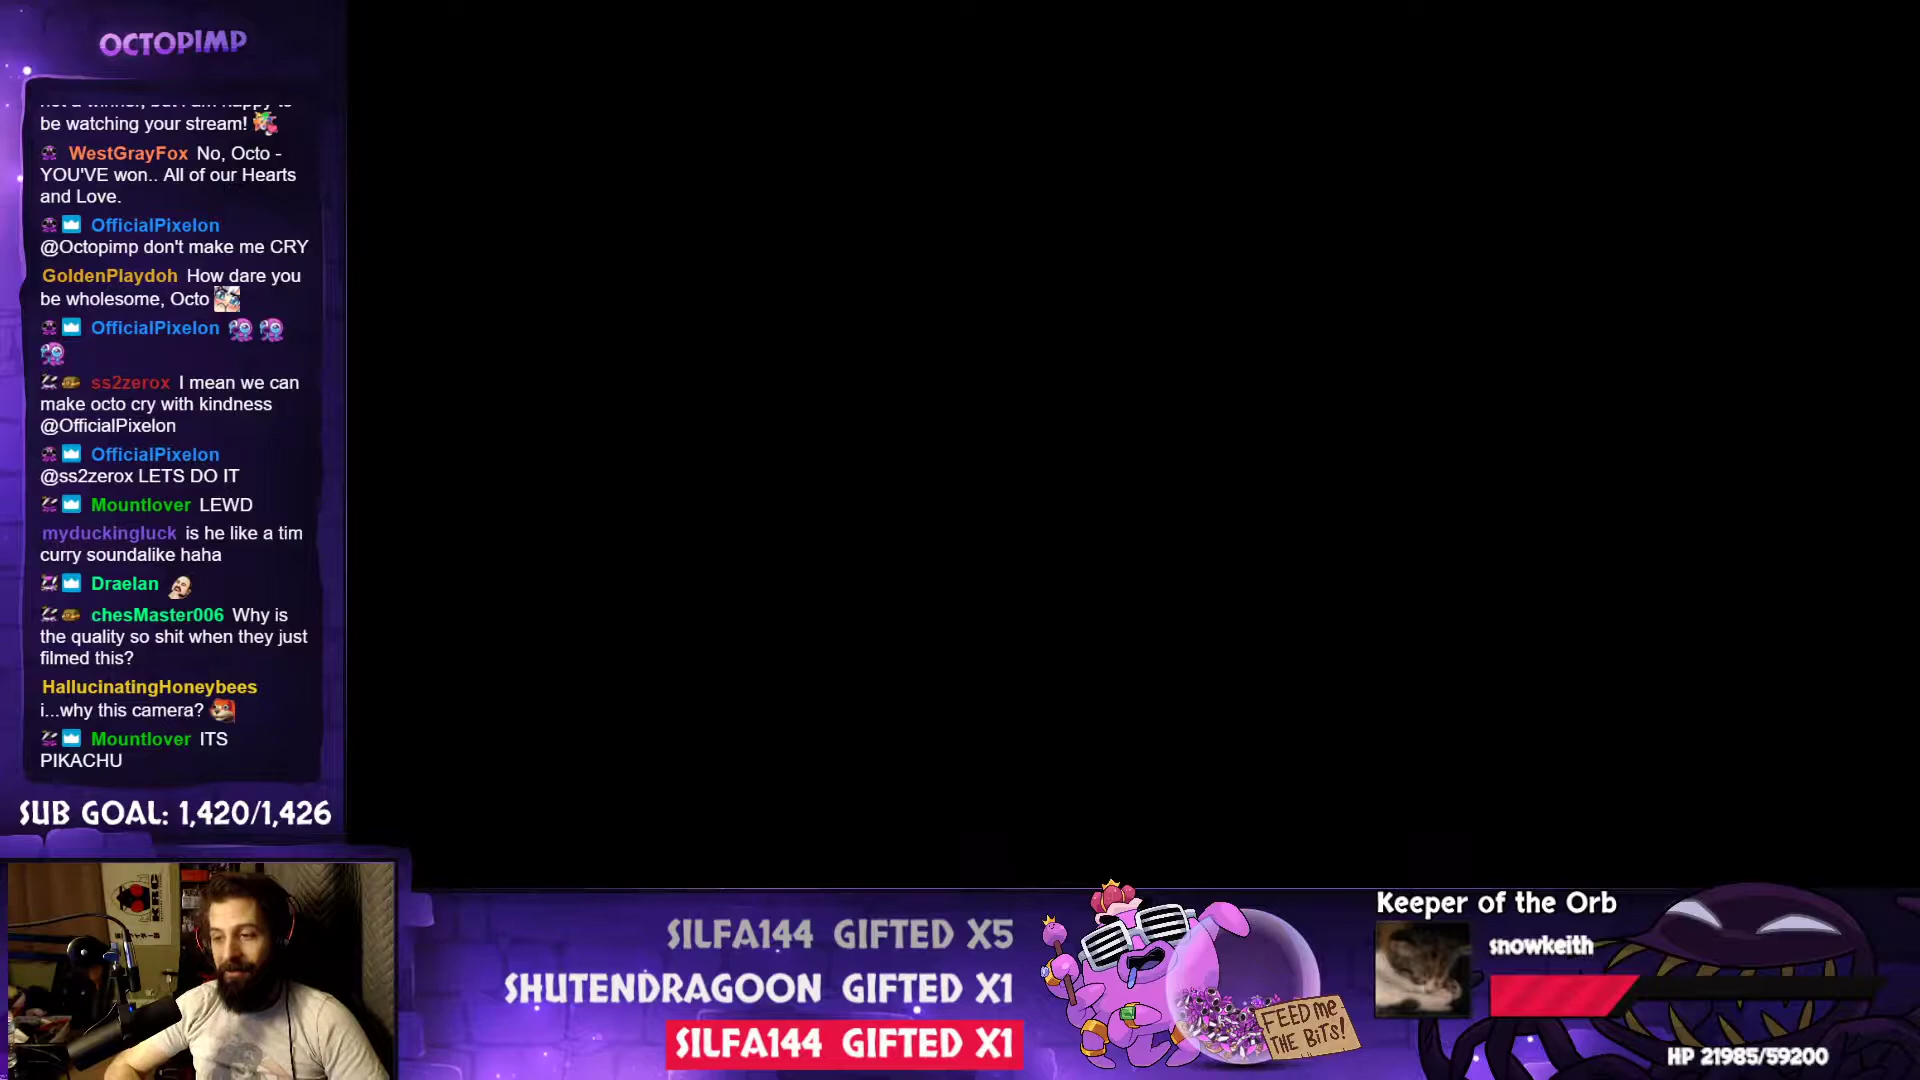 OCTOPIMP
be watching your stream!
WestGrayFox No, Octo -
YOU'VE won.. All of our Hearts
and Love.
OfficialPixelon
@Octopimp don't make me CRY
GoldenPlaydoh How dare you
be wholesome, Octo
OfficialPixelon
ss2zerox I mean we can
make octo cry with kindness
@OfficialPixelon
OfficialPixelon
@ss2zerox LETS DO IT
Mountlover LEWD
myduckingluck is he like a tim
curry soundalike haha
Draelan
chesMaster006 Why is
the quality so shit when they just
filmed this?
HallucinatingHoneybees
i...why this camera?
Mountlover ITS
PIKACHU
SUB GOAL: 1,420/1,426
SILFA144 GIFTED X5
SHUTENDRAGOON GIFTED X1
SILFA144 GIFTED X1
FEED ME
THE BITS!
Keeper of the Orb
snowkeith
HP 21985/59200